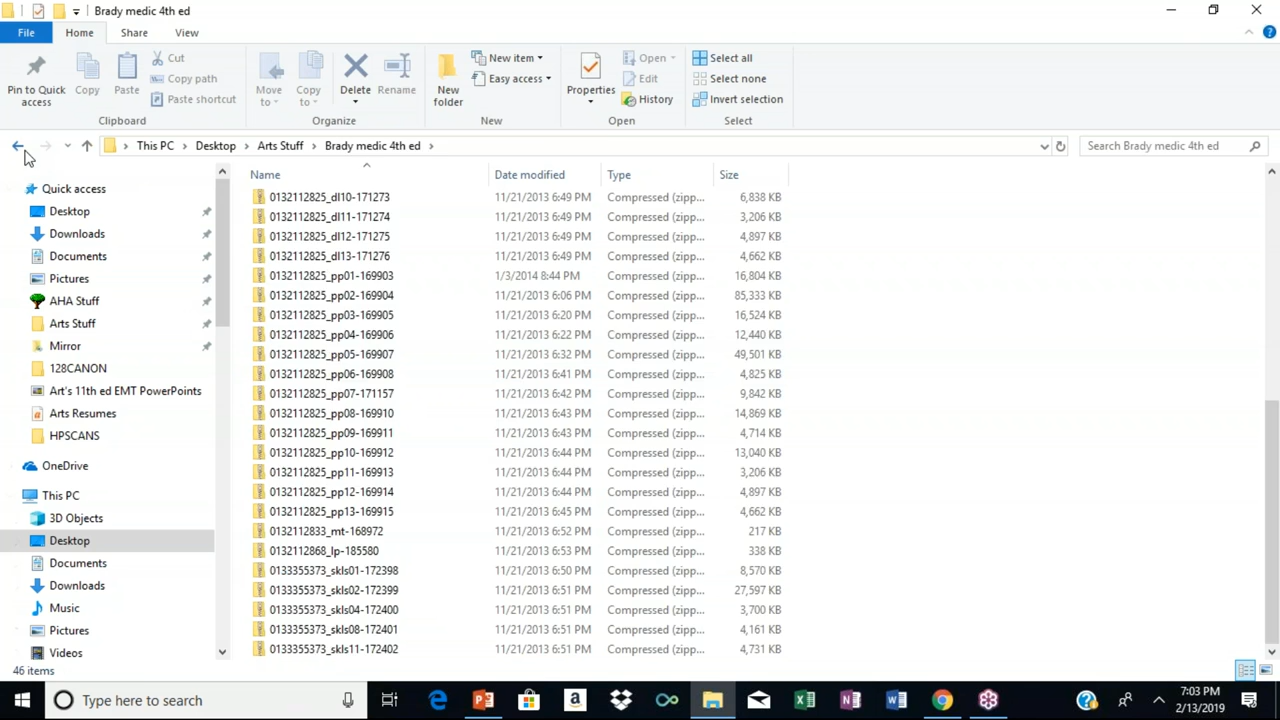 Brady medic 4th ed
File Home Share View
Pin to Quick access
Copy
Paste
Cut
Copy path
Paste shortcut
Clipboard
Move to
Copy to
Delete
Rename
Organize
New folder
New item
Easy access
New
Properties
Open
Edit
History
Open
Select all
Select none
Invert selection
Select
This PC > Desktop > Arts Stuff > Brady medic 4th ed >
Search Brady medic 4th ed
Quick access
Desktop
Downloads
Documents
Pictures
AHA Stuff
Arts Stuff
Mirror
128CANON
Art's 11th ed EMT PowerPoints
Arts Resumes
HPSCANS
OneDrive
This PC
3D Objects
Desktop
Documents
Downloads
Music
Pictures
Videos
Name Date modified Type Size
0132112825_dl10-171273 11/21/2013 6:49 PM Compressed (zipp... 6,838 KB
0132112825_dl11-171274 11/21/2013 6:49 PM Compressed (zipp... 3,206 KB
0132112825_dl12-171275 11/21/2013 6:49 PM Compressed (zipp... 4,897 KB
0132112825_dl13-171276 11/21/2013 6:49 PM Compressed (zipp... 4,662 KB
0132112825_pp01-169903 1/3/2014 8:44 PM Compressed (zipp... 16,804 KB
0132112825_pp02-169904 11/21/2013 6:06 PM Compressed (zipp... 85,333 KB
0132112825_pp03-169905 11/21/2013 6:20 PM Compressed (zipp... 16,524 KB
0132112825_pp04-169906 11/21/2013 6:22 PM Compressed (zipp... 12,440 KB
0132112825_pp05-169907 11/21/2013 6:32 PM Compressed (zipp... 49,501 KB
0132112825_pp06-169908 11/21/2013 6:41 PM Compressed (zipp... 4,825 KB
0132112825_pp07-171157 11/21/2013 6:42 PM Compressed (zipp... 9,842 KB
0132112825_pp08-169910 11/21/2013 6:43 PM Compressed (zipp... 14,869 KB
0132112825_pp09-169911 11/21/2013 6:43 PM Compressed (zipp... 4,714 KB
0132112825_pp10-169912 11/21/2013 6:44 PM Compressed (zipp... 13,040 KB
0132112825_pp11-169913 11/21/2013 6:44 PM Compressed (zipp... 3,206 KB
0132112825_pp12-169914 11/21/2013 6:44 PM Compressed (zipp... 4,897 KB
0132112825_pp13-169915 11/21/2013 6:45 PM Compressed (zipp... 4,662 KB
0132112833_mt-168972 11/21/2013 6:52 PM Compressed (zipp... 217 KB
0132112868_lp-185580 11/21/2013 6:53 PM Compressed (zipp... 338 KB
0133355373_skls01-172398 11/21/2013 6:50 PM Compressed (zipp... 8,570 KB
0133355373_skls02-172399 11/21/2013 6:51 PM Compressed (zipp... 27,597 KB
0133355373_skls04-172400 11/21/2013 6:51 PM Compressed (zipp... 3,700 KB
0133355373_skls08-172401 11/21/2013 6:51 PM Compressed (zipp... 4,161 KB
0133355373_skls11-172402 11/21/2013 6:51 PM Compressed (zipp... 4,731 KB
46 items
Type here to search
7:03 PM
2/13/2019